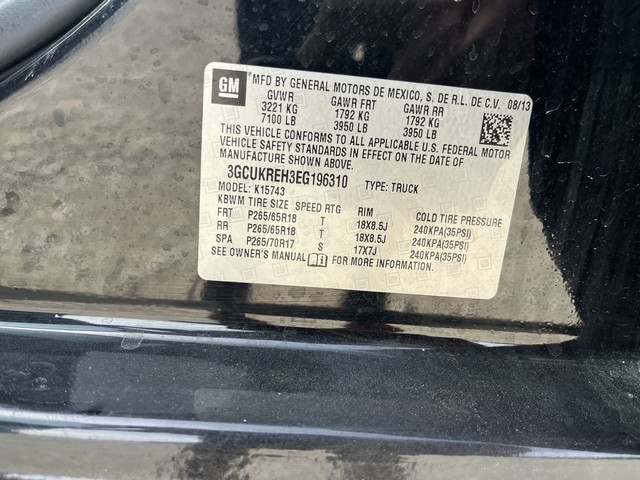 GM
MFD BY GENERAL MOTORS DE MEXICO, S. DE R.L. DE C.V. 08/13
GVWR GAWR FRT GAWR RR
3221 KG 1792 KG 1792 KG
7100 LB 3950 LB 3950 LB
THIS VEHICLE CONFORMS TO ALL APPLICABLE U.S. FEDERAL MOTOR
VEHICLE SAFETY STANDARDS IN EFFECT ON THE DATE OF
MANUFACTURE SHOWN ABOVE.
3GCUKREH3EG196310 TYPE: TRUCK
MODEL: K15743
KBWM TIRE SIZE SPEED RTG RIM COLD TIRE PRESSURE
FRT P265/65R18 T 18X8.5J 240KPA(35PSI)
RR P265/65R18 T 18X8.5J 240KPA(35PSI)
SPA P265/70R17 S 17X7J 240KPA(35PSI)
SEE OWNER'S MANUAL FOR MORE INFORMATION.